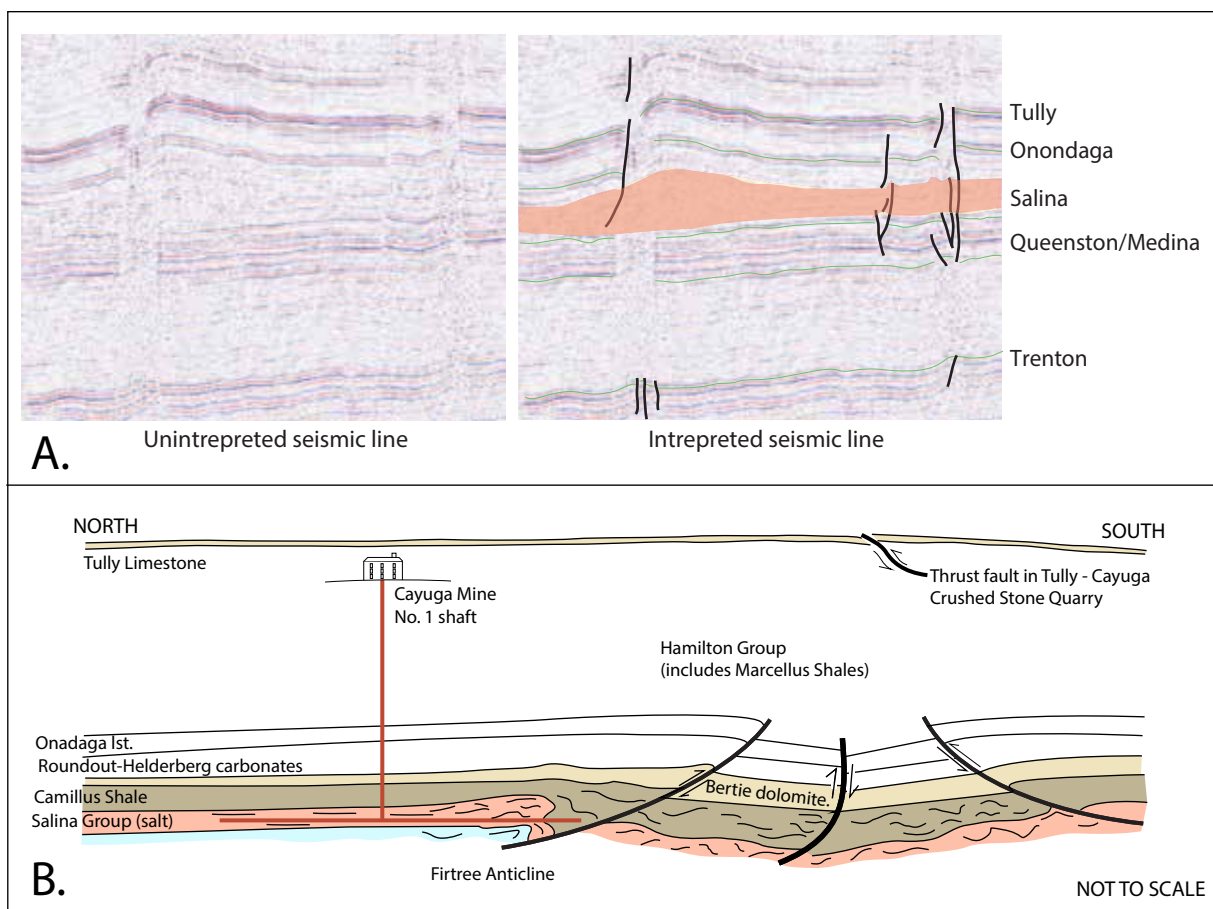 Tully
Onondaga
Salina
Queenston/Medina
Trenton
A.
Unintrepreted seismic line
Intrepreted seismic line
NORTH
SOUTH
Tully Limestone
Cayuga Mine
No. 1 shaft
Thrust fault in Tully - Cayuga
Crushed Stone Quarry
Hamilton Group
(includes Marcellus Shales)
Onadaga lst.
Roundout-Helderberg carbonates
Bertie dolomite.
Camillus Shale
Salina Group (salt)
Firtree Anticline
B.
NOT TO SCALE